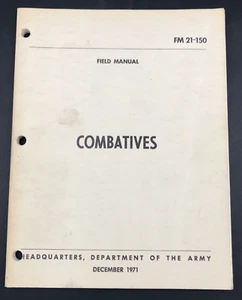 FM 21-150
FIELD MANUAL
COMBATIVES
HEADQUARTERS, DEPARTMENT OF THE ARMY
DECEMBER 1971